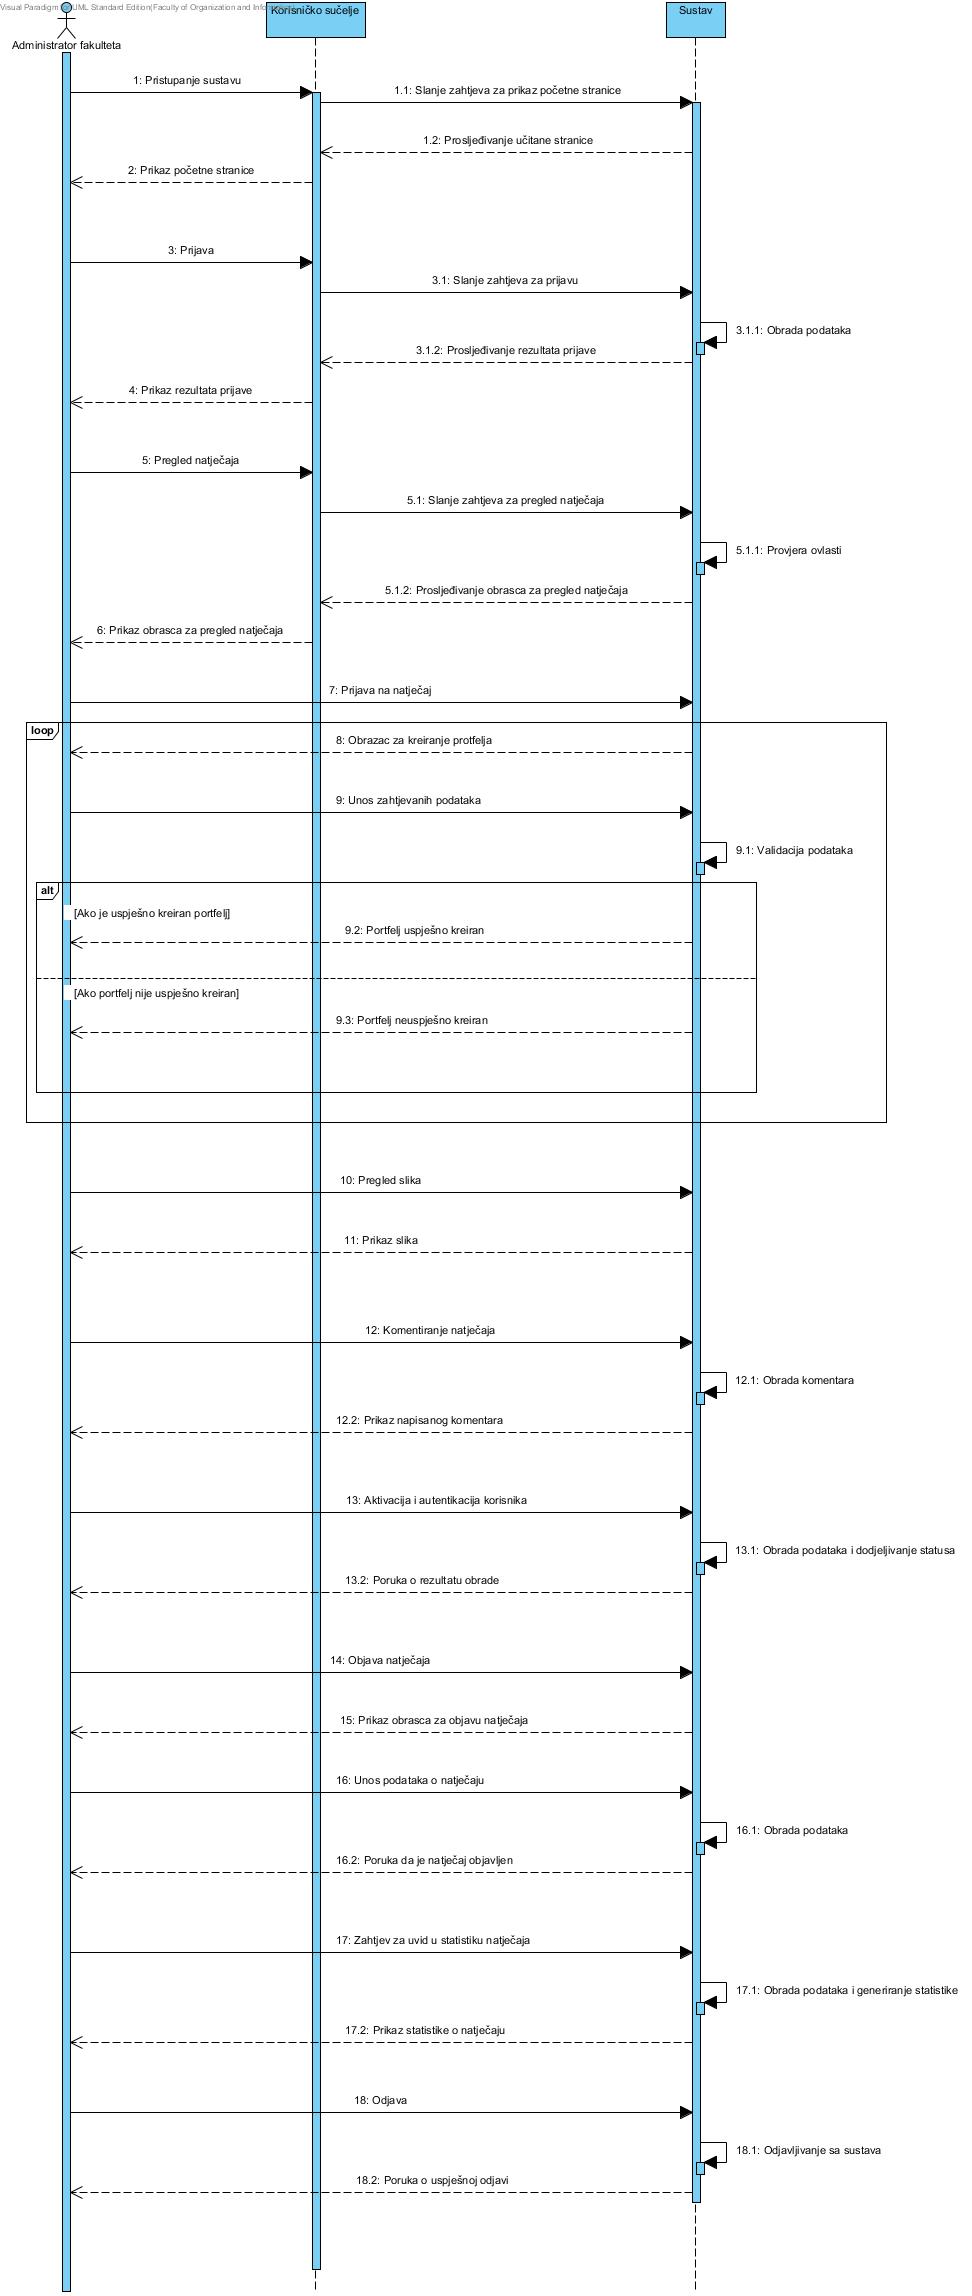 Visual Paradigm for UML Standard Edition(Faculty of Organization and Info
Korisničko sučelje
Sustav
Administrator fakulteta
1: Pristupanje sustavu
1.1: Slanje zahtjeva za prikaz početne stranice
1.2: Prosljeđivanje učitane stranice
2: Prikaz početne stranice
3: Prijava
3.1: Slanje zahtjeva za prijavu
3.1.1: Obrada podataka
3.1.2: Prosljeđivanje rezultata prijave
4: Prikaz rezultata prijave
5: Pregled natječaja
5.1: Slanje zahtjeva za pregled natječaja
5.1.1: Provjera ovlasti
5.1.2: Prosljeđivanje obrasca za pregled natječaja
6: Prikaz obrasca za pregled natječaja
7: Prijava na natječaj
loop
8: Obrazac za kreiranje protfelja
9: Unos zahtjevanih podataka
9.1: Validacija podataka
alt
[Ako je uspješno kreiran portfelj]
9.2: Portfelj uspješno kreiran
[Ako portfelj nije uspješno kreiran]
9.3: Portfelj neuspješno kreiran
10: Pregled slika
11: Prikaz slika
12: Komentiranje natječaja
12.1: Obrada komentara
12.2: Prikaz napisanog komentara
13: Aktivacija i autentikacija korisnika
13.1: Obrada podataka i dodjeljivanje statusa
13.2: Poruka o rezultatu obrade
14: Objava natječaja
15: Prikaz obrasca za objavu natječaja
16: Unos podataka o natječaju
16.1: Obrada podataka
16.2: Poruka da je natječaj objavljen
17: Zahtjev za uvid u statistiku natječaja
17.1: Obrada podataka i generiranje statistike
17.2: Prikaz statistike o natječaju
18: Odjava
18.1: Odjavljivanje sa sustava
18.2: Poruka o uspješnoj odjavi